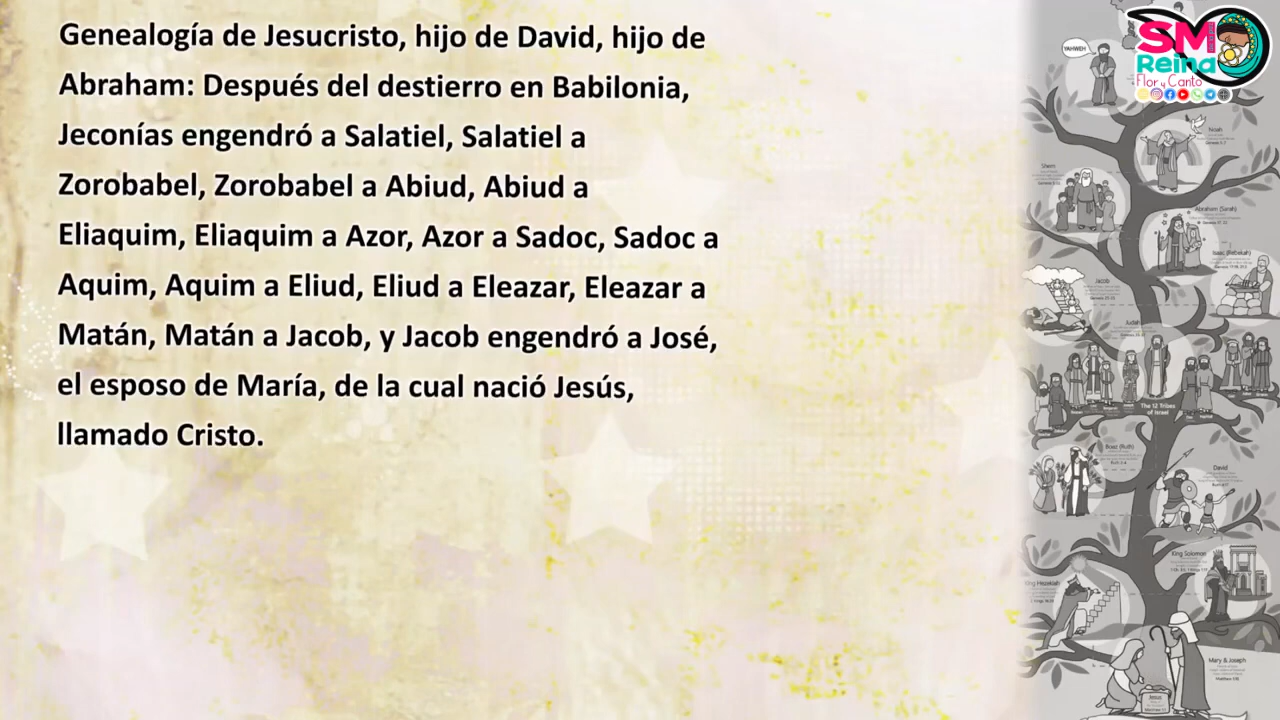 Genealogía de Jesucristo, hijo de David, hijo de
Abraham: Después del destierro en Babilonia,
Jeconías engendró a Salatiel, Salatiel a
Zorobabel, Zorobabel a Abiud, Abiud a
Eliaquim, Eliaquim a Azor, Azor a Sadoc, Sadoc a
Aquim, Aquim a Eliud, Eliud a Eleazar, Eleazar a
Matán, Matán a Jacob, y Jacob engendró a José,
el esposo de María, de la cual nació Jesús,
llamado Cristo.
SM
Reina
Flor y Canto
YAHWEH
Noah
Shem
Abraham (Sarah)
Isaac (Rebekah)
Jacob
Judah
The 12 Tribes
of Israel
Boaz (Ruth)
David
King Solomon
King Hezekiah
Mary & Joseph
Jesus